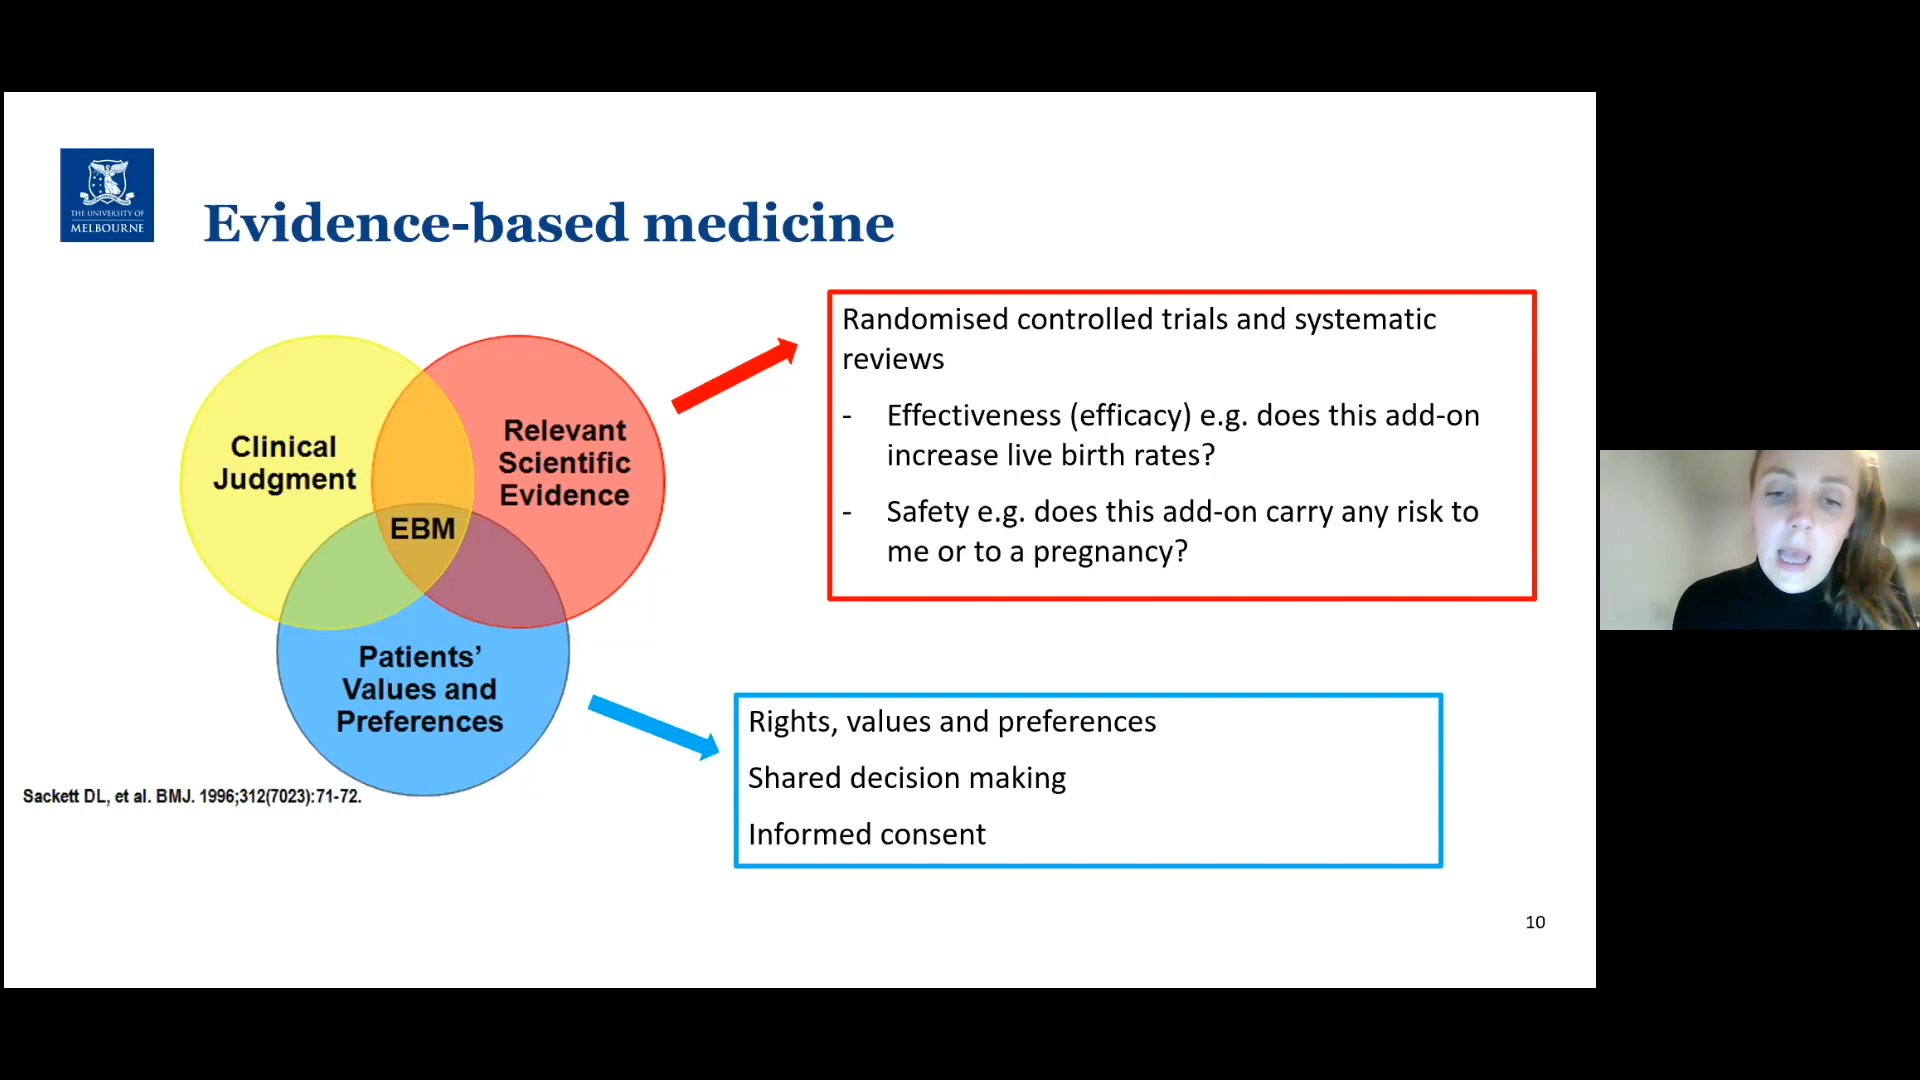 THE UNIVERSITY OF
MELBOURNE
Evidence-based medicine
Clinical
Judgment
Relevant
Scientific
Evidence
EBM
Patients’
Values and
Preferences
Sackett DL, et al. BMJ. 1996;312(7023):71-72.
Randomised controlled trials and systematic
reviews
- Effectiveness (efficacy) e.g. does this add-on
increase live birth rates?
- Safety e.g. does this add-on carry any risk to
me or to a pregnancy?
Rights, values and preferences
Shared decision making
Informed consent
10